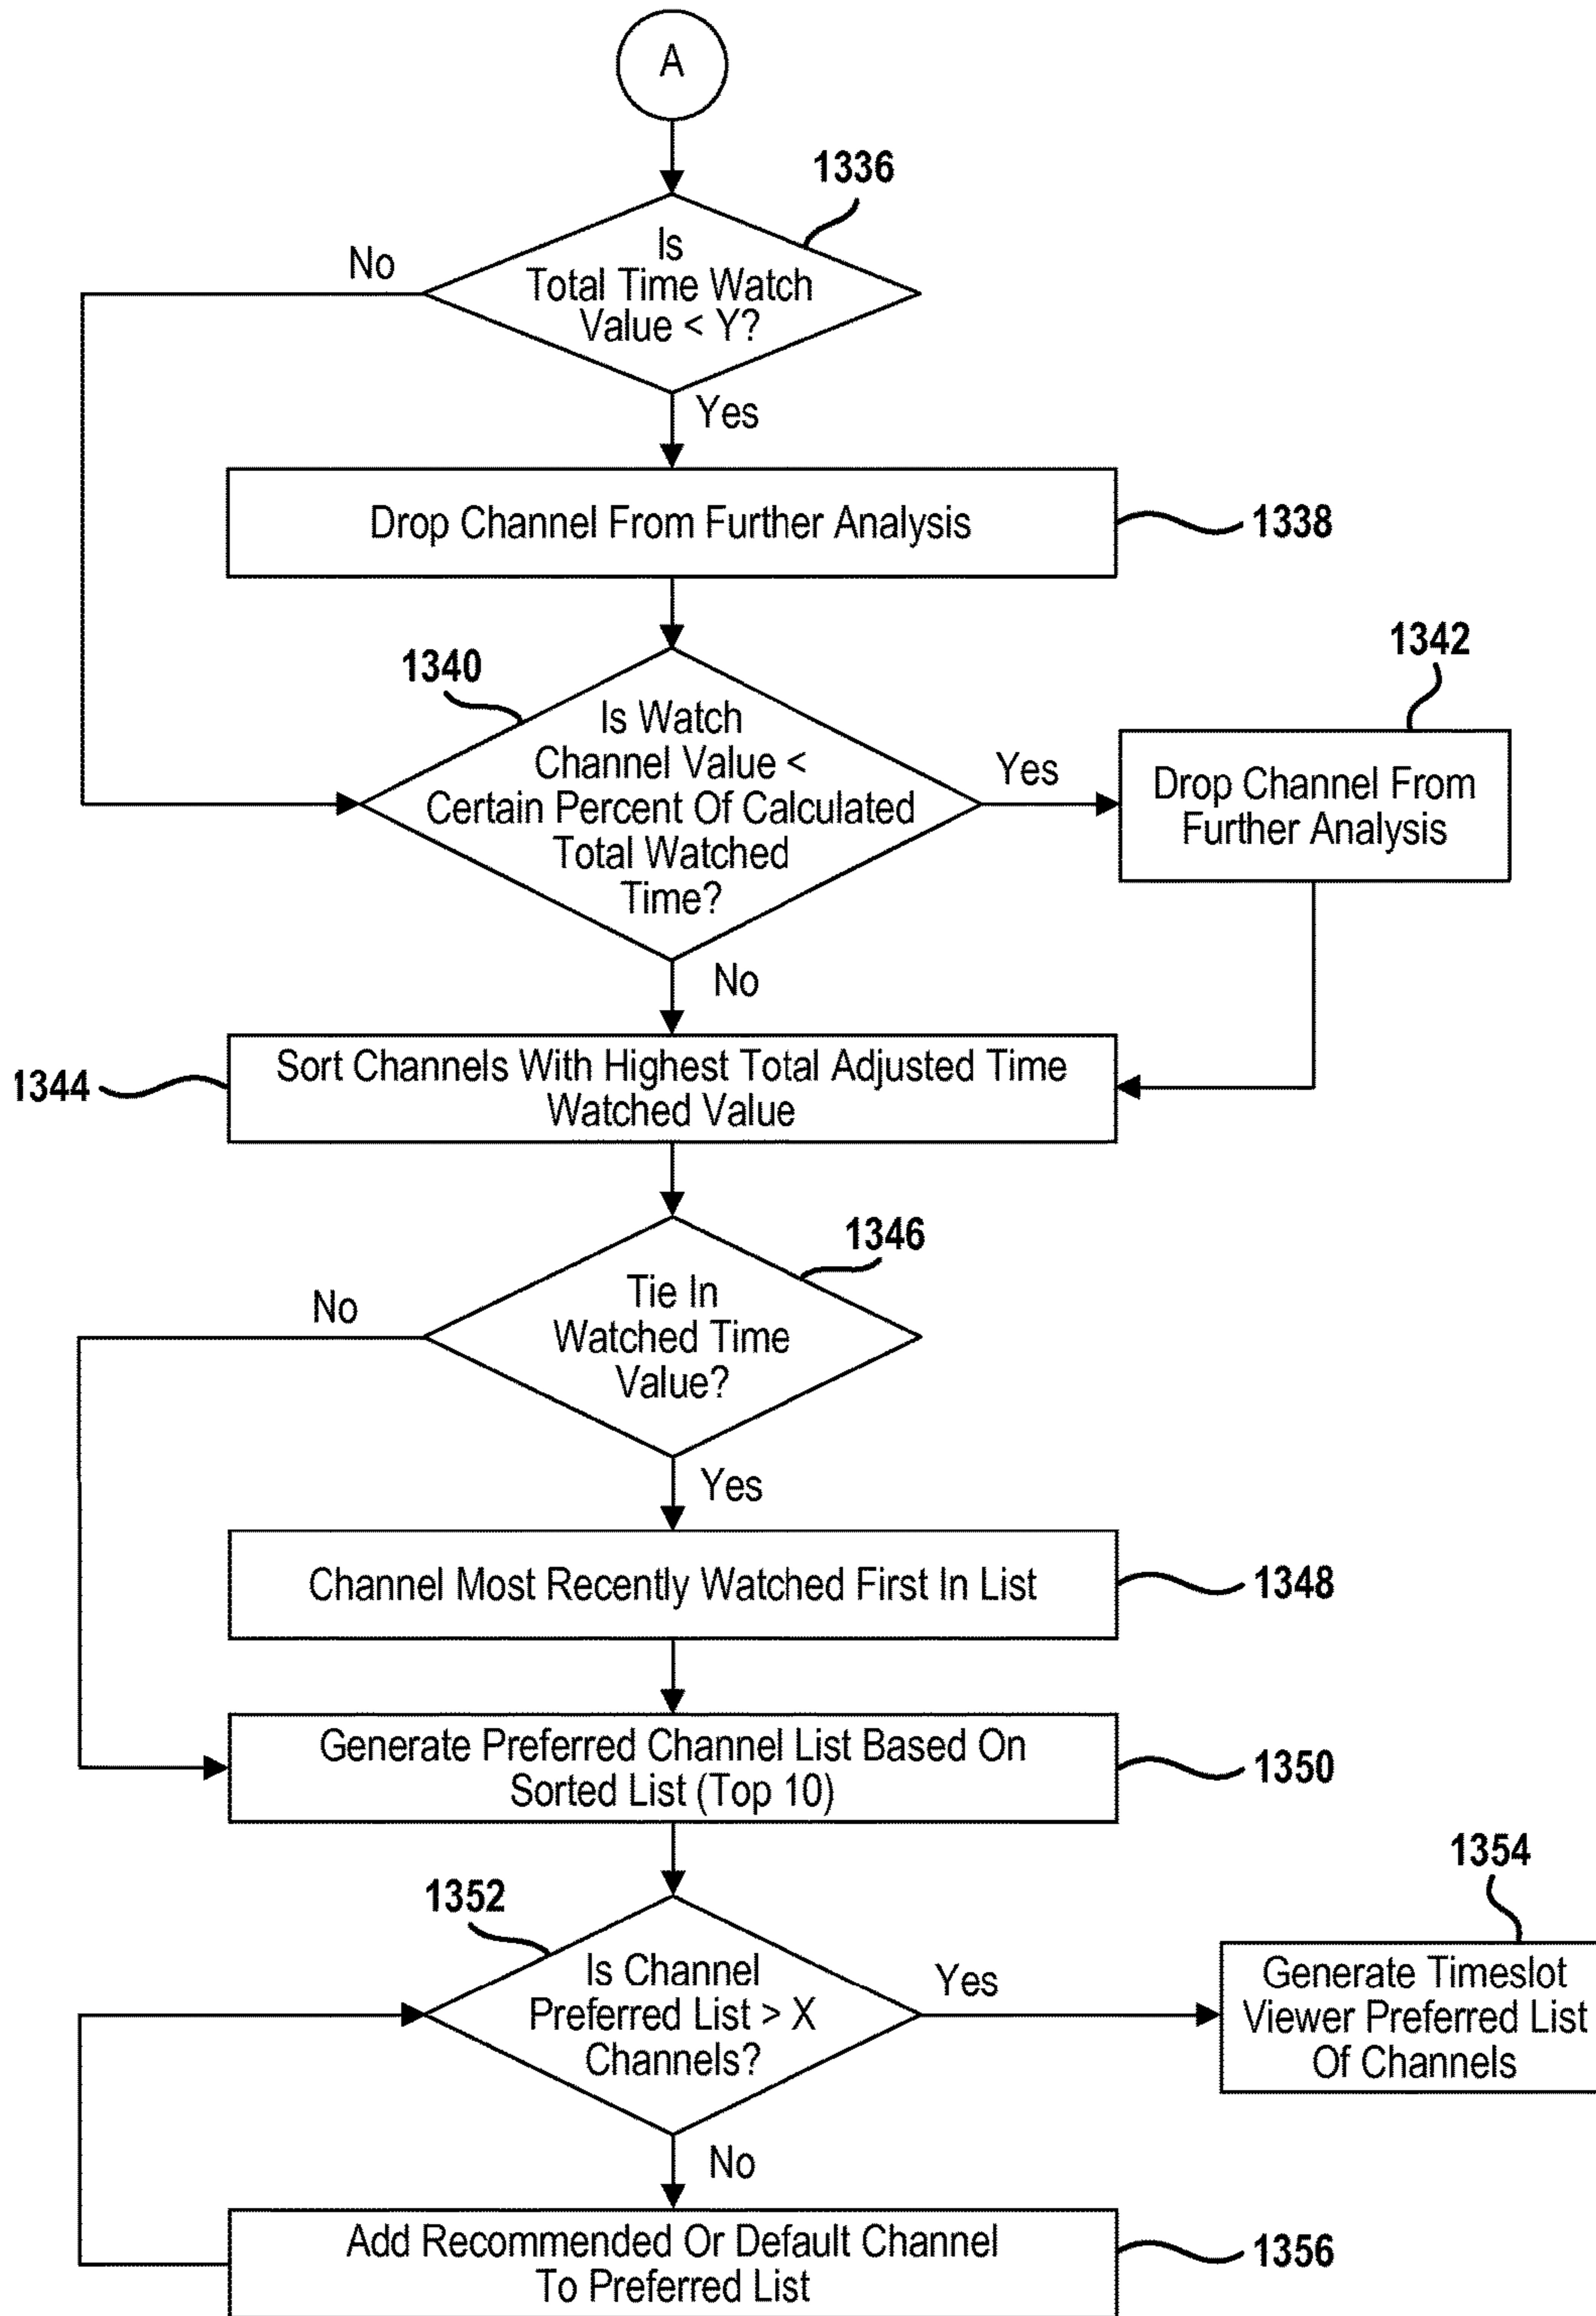 A
1336
Is
Total Time Watch
Value < Y?
No
Yes
Drop Channel From Further Analysis
1338
1340
Is Watch
Channel Value <
Certain Percent Of Calculated
Total Watched
Time?
Yes
1342
Drop Channel From
Further Analysis
No
1344
Sort Channels With Highest Total Adjusted Time
Watched Value
1346
Tie In
Watched Time
Value?
No
Yes
Channel Most Recently Watched First In List
1348
Generate Preferred Channel List Based On
Sorted List (Top 10)
1350
1352
Is Channel
Preferred List > X
Channels?
Yes
1354
Generate Timeslot
Viewer Preferred List
Of Channels
No
Add Recommended Or Default Channel
To Preferred List
1356